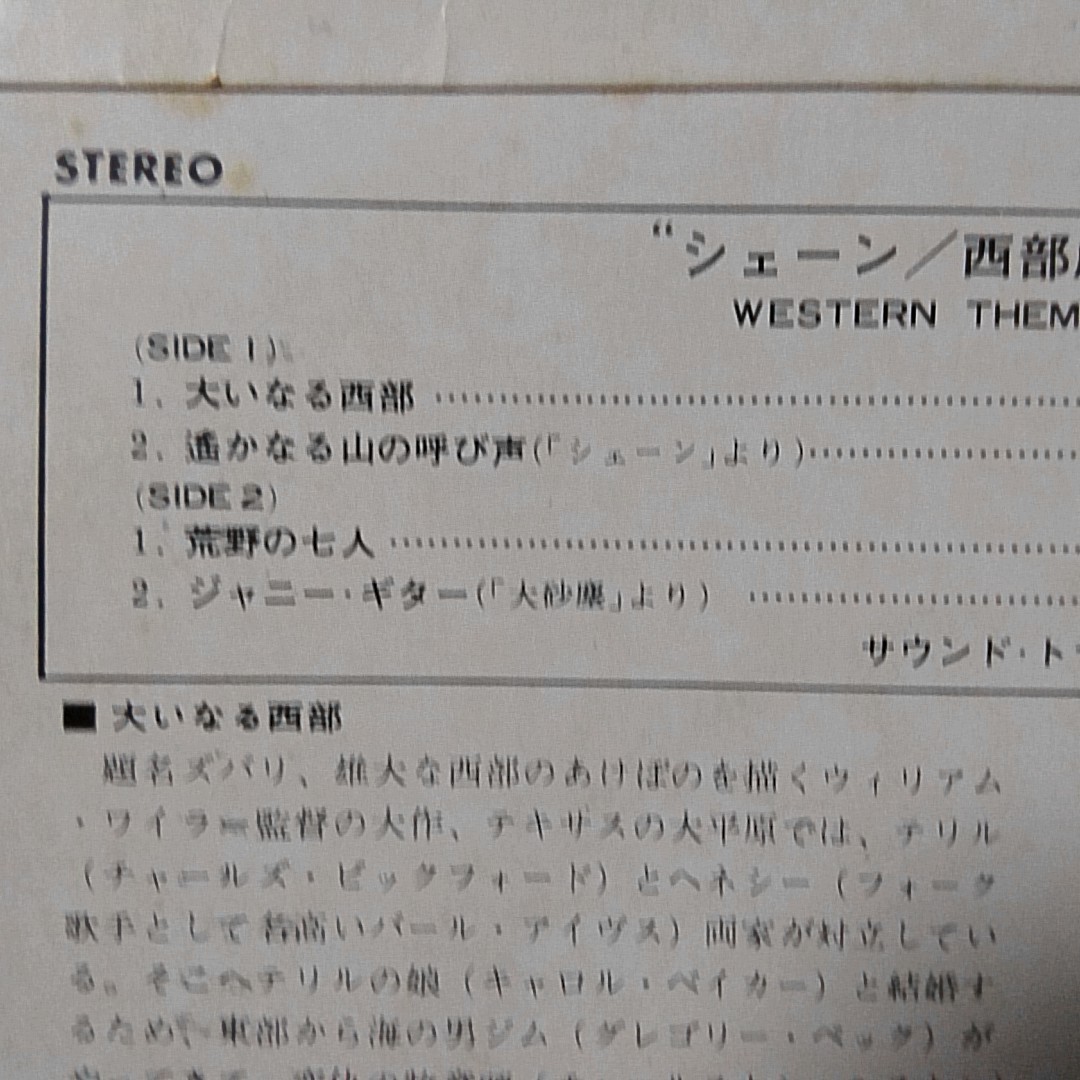 STEREO
“シェーン／西部
WESTERN THEM
(SIDE 1)
1. 大いなる西部
2. 遙かなる山の呼び声(「シェーン」より)
(SIDE 2)
1. 荒野の七人
2. ジャニー・ギター(「大砂塵」より)
サウンド・ト
■ 大いなる西部
題名ズバリ、雄大な西部のあけぼのを描くウィリアム
・ワイラー監督の大作、テキサスの大平原では、テリル
(チャールズ・ビックフォード)とヘネシー(フォーク
歌手として著高いバール・アイヴス)両家が対立してい
る。そこへテリルの娘(キャロル・ベイカー)と結婚す
るため、東部から海の男ジム(グレゴリー・ペック)が